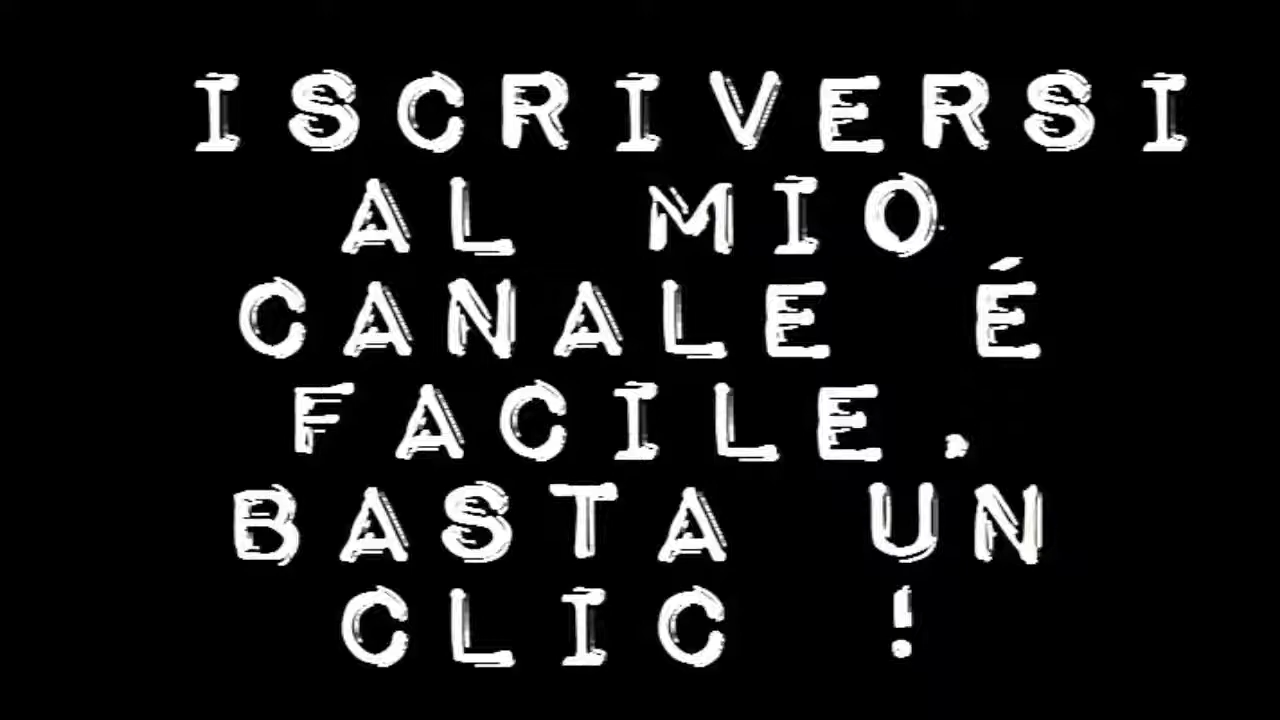 ISCRIVERSI
AL MIO
CANALE É
FACILE.
BASTA UN
CLIC !